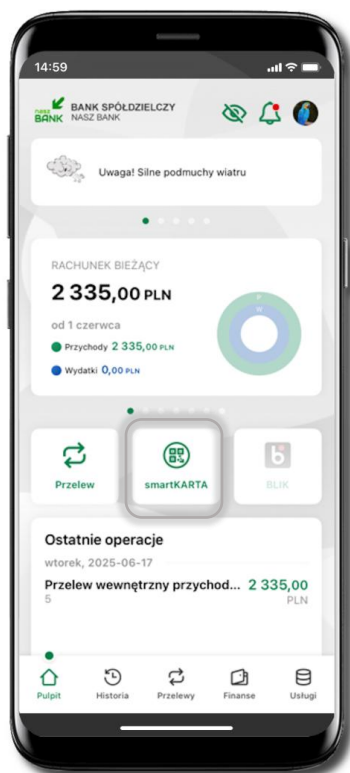 14:59
NASZ
BANK
BANK SPÓŁDZIELCZY
NASZ BANK
Uwaga! Silne podmuchy wiatru
RACHUNEK BIEŻĄCY
2 335,00 PLN
od 1 czerwca
Przychody 2 335,00 PLN
Wydatki 0,00 PLN
P
W
Przelew
smartKARTA
BLIK
Ostatnie operacje
wtorek, 2025-06-17
Przelew wewnętrzny przychod... 2 335,00
5 PLN
Pulpit
Historia
Przelewy
Finanse
Usługi